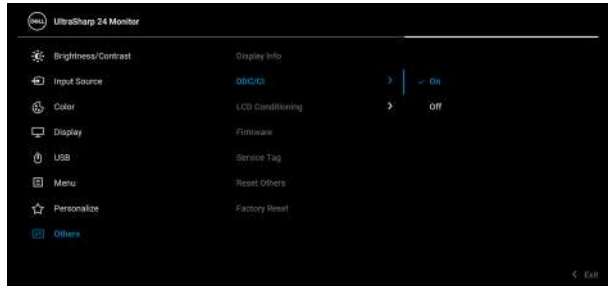 DELL UltraSharp 24 Monitor
Brightness/Contrast
Input Source
Color
Display
USB
Menu
Personalize
Others
Display Info
DDC/CI
LCD Conditioning
Firmware
Service Tag
Reset Others
Factory Reset
On
Off
Exit